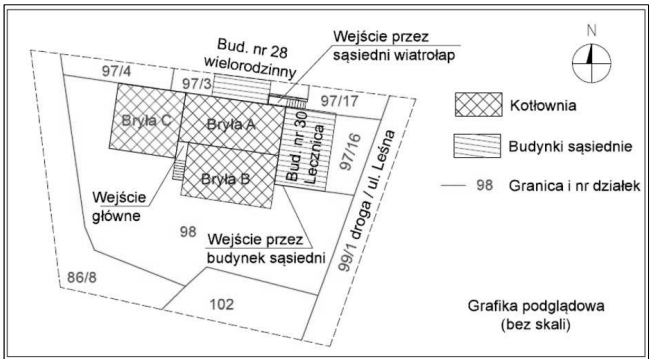 Wejście przez
sąsiedni wiatrołap
Bud. nr 28
wielorodzinny
N
97/4
97/3
97/17
Kotłownia
Bryła C
Bryła A
Bud. nr 30
Lecznica
97/16
Budynki sąsiednie
Bryła B
98 Granica i nr działek
Wejście
główne
99/1 droga / ul. Leśna
98
Wejście przez
budynek sąsiedni
86/8
102
Grafika podglądowa
(bez skali)